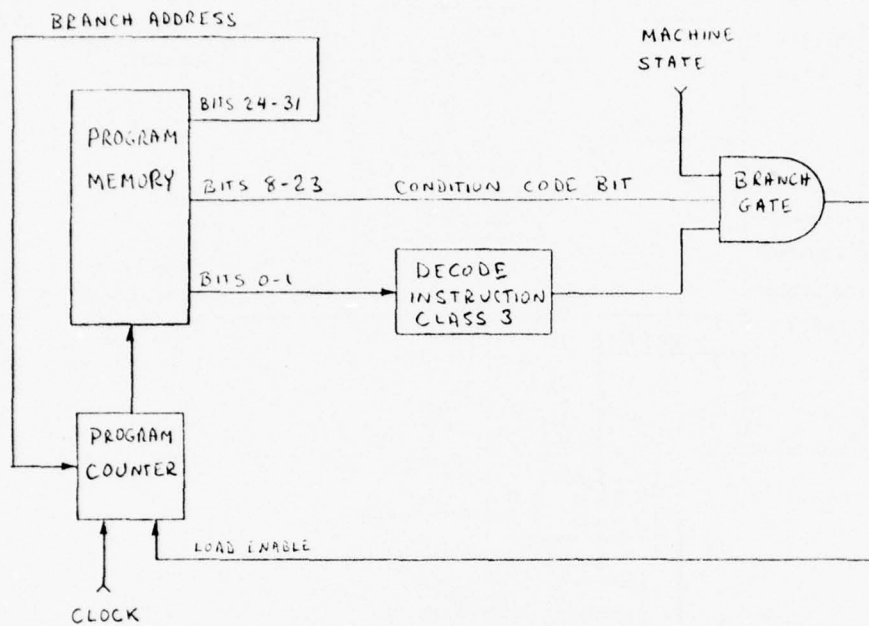 BRANCH ADDRESS
MACHINE
STATE
BITS 24-31
PROGRAM
MEMORY
BITS 8-23
CONDITION CODE BIT
BRANCH
GATE
BITS 0-1
DECODE
INSTRUCTION
CLASS 3
PROGRAM
COUNTER
LOAD ENABLE
CLOCK